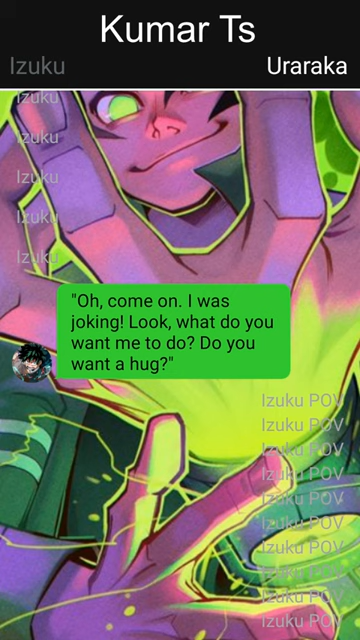 Kumar Ts
Izuku
Uraraka
Izuku
Izuku
Izuku
Izuku
Izuku
"Oh, come on. I was
joking! Look, what do you
want me to do? Do you
want a hug?"
Izuku POV
Izuku POV
Izuku POV
Izuku POV
Izuku POV
Izuku POV
Izuku POV
Izuku POV
Izuku POV
Izuku POV